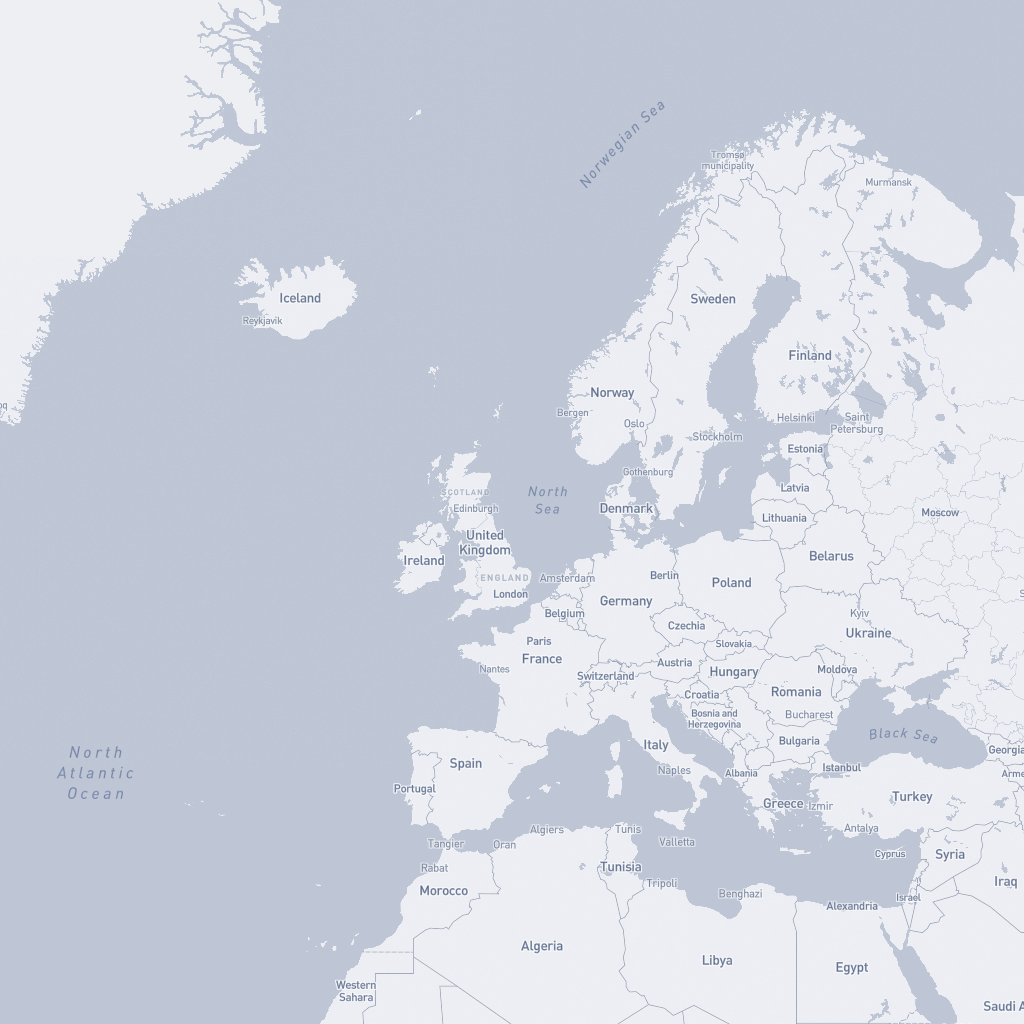 Norwegian Sea
Tromsø
municipality
Murmansk
Iceland
Reykjavik
Sweden
Finland
Norway
Bergen
Oslo
Helsinki
Saint
Petersburg
Stockholm
Estonia
Gothenburg
Latvia
SCOTLAND
Edinburgh
North
Sea
Denmark
Lithuania
Moscow
United
Kingdom
Ireland
Belarus
ENGLAND
London
Amsterdam
Berlin
Poland
Germany
Belgium
Kyiv
Czechia
Ukraine
Paris
France
Slovakia
Nantes
Switzerland
Austria
Hungary
Moldova
Croatia
Romania
Bosnia and
Herzegovina
Bucharest
Black Sea
Italy
Bulgaria
Georgia
North
Atlantic
Ocean
Spain
Naples
Albania
Istanbul
Arme
Portugal
Greece
Izmir
Turkey
Tangier
Oran
Algiers
Tunis
Valletta
Antalya
Cyprus
Syria
Rabat
Tunisia
Morocco
Tripoli
Benghazi
Alexandria
Israel
Iraq
Algeria
Libya
Egypt
Western
Sahara
Saudi A